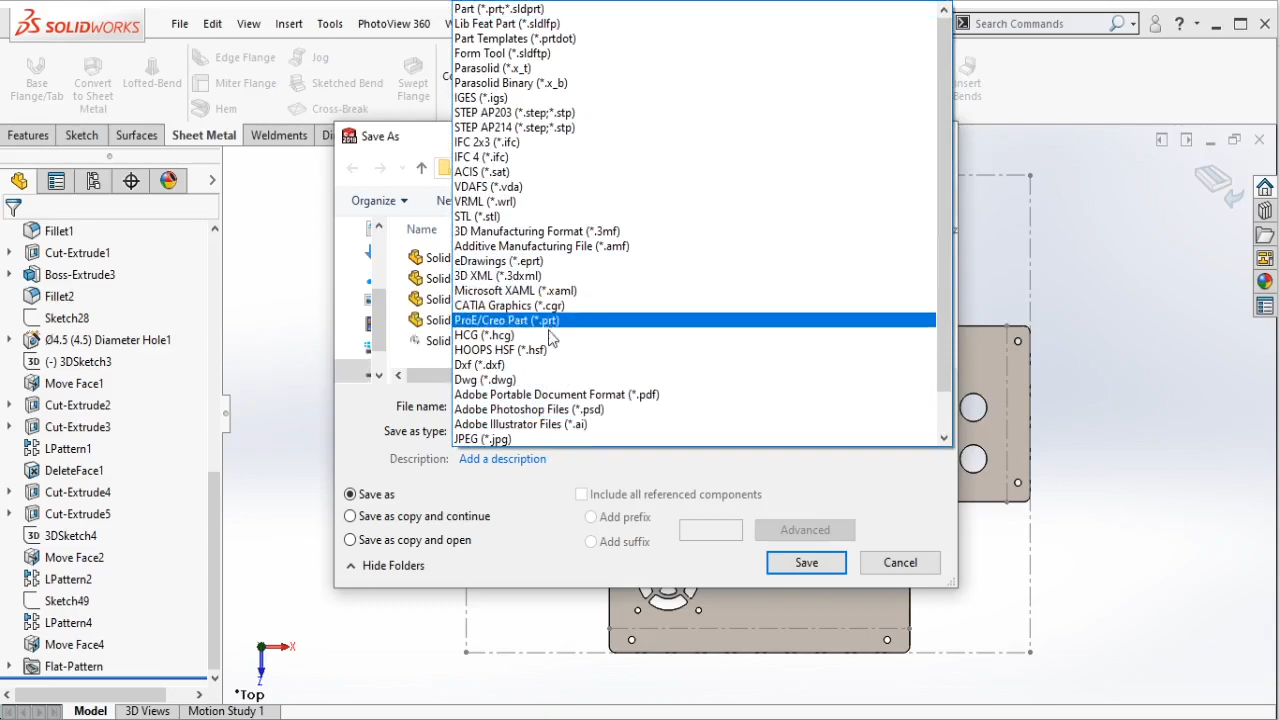 SOLIDWORKS
File
Edit
View
Insert
Tools
PhotoView 360
Search Commands
?
Base
Flange/Tab
Convert
to Sheet
Metal
Lofted-Bend
Edge Flange
Miter Flange
Hem
Jog
Sketched Bend
Cross-Break
Swept
Flange
Features
Sketch
Surfaces
Sheet Metal
Weldments
Fillet1
Cut-Extrude1
Boss-Extrude3
Fillet2
Sketch28
Ø4.5 (4.5) Diameter Hole1
3D (-) 3DSketch3
Move Face1
Cut-Extrude2
Cut-Extrude3
LPattern1
DeleteFace1
Cut-Extrude4
Cut-Extrude5
3D 3DSketch4
Move Face2
LPattern2
Sketch49
LPattern4
Move Face4
Flat-Pattern
Save As
Organize
Name
Solid
Solid
Solid
Solid
Solid
Part (*.prt;*.sldprt)
Lib Feat Part (*.sldlfp)
Part Templates (*.prtdot)
Form Tool (*.sldftp)
Parasolid (*.x_t)
Parasolid Binary (*.x_b)
IGES (*.igs)
STEP AP203 (*.step;*.stp)
STEP AP214 (*.step;*.stp)
IFC 2x3 (*.ifc)
IFC 4 (*.ifc)
ACIS (*.sat)
VDAFS (*.vda)
VRML (*.wrl)
STL (*.stl)
3D Manufacturing Format (*.3mf)
Additive Manufacturing File (*.amf)
eDrawings (*.eprt)
3D XML (*.3dxml)
Microsoft XAML (*.xaml)
CATIA Graphics (*.cgr)
ProE/Creo Part (*.prt)
HCG (*.hcg)
HOOPS HSF (*.hsf)
Dxf (*.dxf)
Dwg (*.dwg)
Adobe Portable Document Format (*.pdf)
Adobe Photoshop Files (*.psd)
Adobe Illustrator Files (*.ai)
JPEG (*.jpg)
File name:
Save as type:
Description: Add a description
Save as
Save as copy and continue
Save as copy and open
Include all referenced components
Add prefix
Add suffix
Advanced
Hide Folders
Save
Cancel
X
Z
*Top
Model
3D Views
Motion Study 1